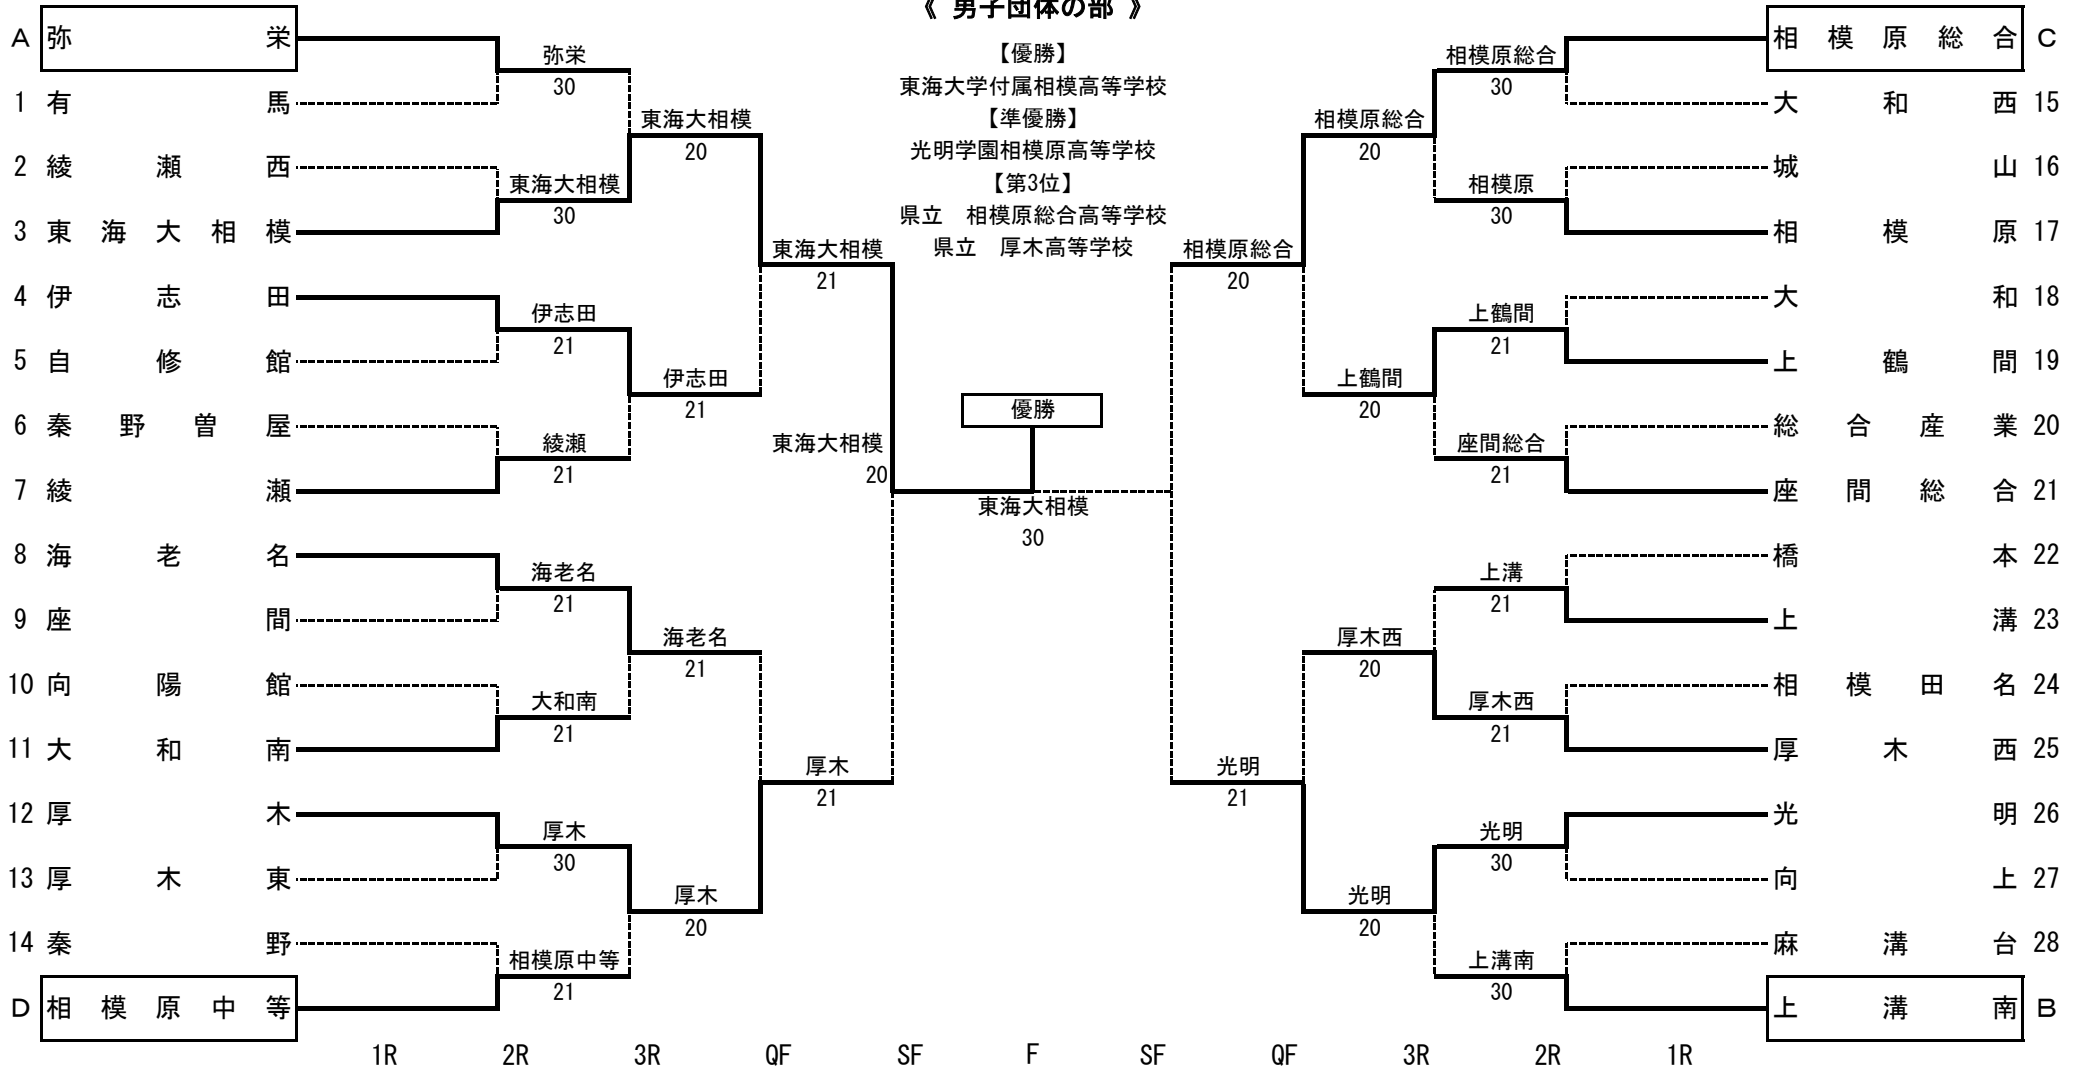 《 男子団体の部 》
【優勝】
東海大学付属相模高等学校
【準優勝】
光明学園相模原高等学校
【第3位】
県立　相模原総合高等学校
県立　厚木高等学校
A 弥栄
1 有馬
2 綾瀬西
3 東海大相模
4 伊志田
5 自修館
6 秦野曽屋
7 綾瀬
8 海老名
9 座間
10 向陽館
11 大和南
12 厚木
13 厚木東
14 秦野
D 相模原中等
弥栄
30
東海大相模
30
伊志田
21
綾瀬
21
海老名
21
大和南
21
厚木
30
相模原中等
21
東海大相模
20
伊志田
21
海老名
21
厚木
20
東海大相模
21
厚木
21
東海大相模
20
優勝
東海大相模
30
相模原総合
20
光明
21
相模原総合
20
上鶴間
20
厚木西
20
光明
20
相模原総合
30
相模原
30
上鶴間
21
座間総合
21
上溝
21
厚木西
21
光明
30
上溝南
30
相模原総合 C
大和西 15
城山 16
相模原 17
大和 18
上鶴間 19
総合産業 20
座間総合 21
橋本 22
上溝 23
相模田名 24
厚木西 25
光明 26
向上 27
麻溝台 28
上溝南 B
1R 2R 3R QF SF F SF QF 3R 2R 1R